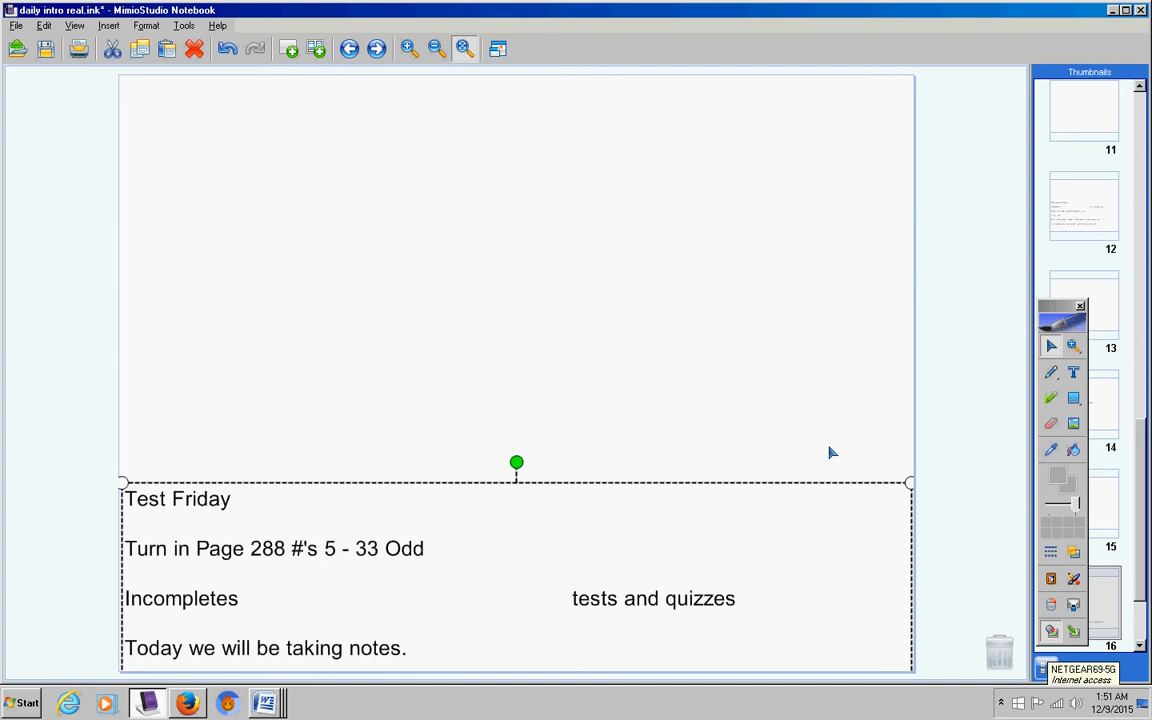 daily intro real.ink* - MimioStudio Notebook
File Edit View Insert Format Tools Help
Thumbnails
11
12
13
14
15
16
Test Friday
Turn in Page 288 #'s 5 - 33 Odd
Incompletes tests and quizzes
Today we will be taking notes.
NETGEAR69-5G
Internet access
Start
1:51 AM
12/9/2015